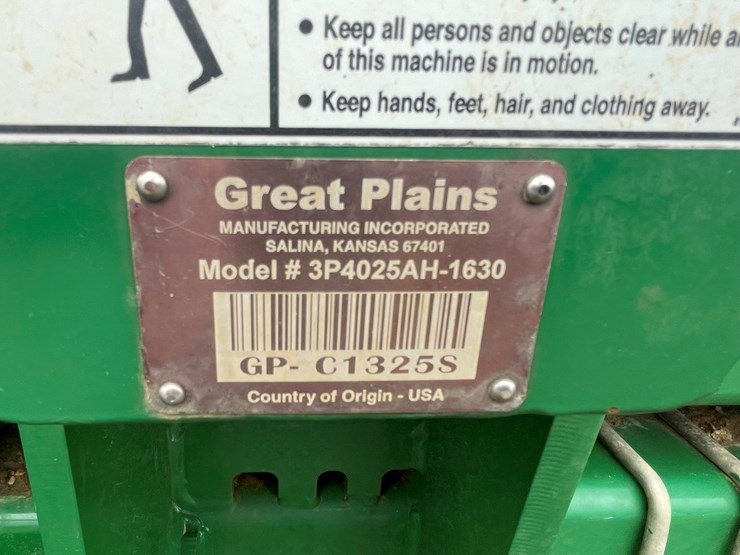 • Keep all persons and objects clear while
of this machine is in motion.
• Keep hands, feet, hair, and clothing away.
Great Plains
MANUFACTURING INCORPORATED
SALINA, KANSAS 67401
Model # 3P4025AH-1630
GP- C1325S
Country of Origin - USA